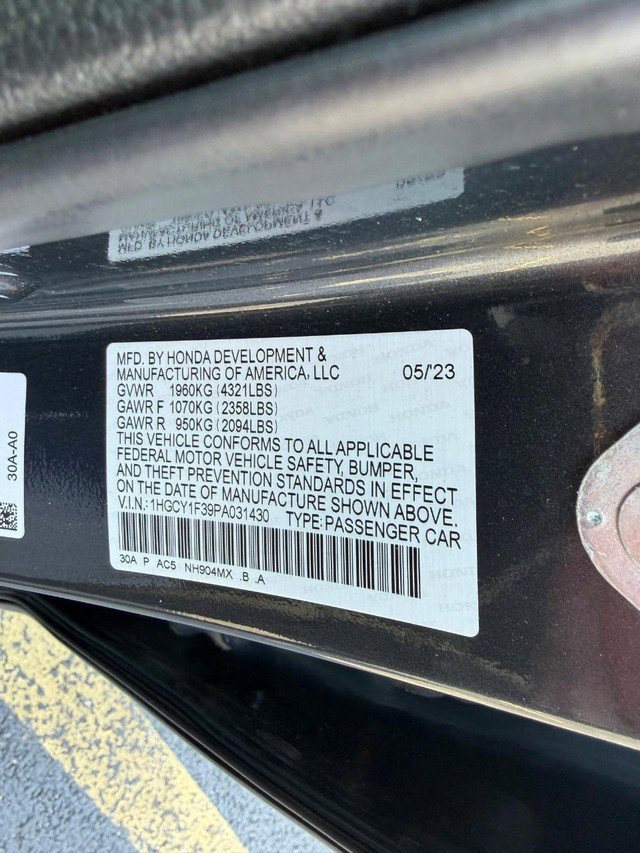 MFD. BY HONDA DEVELOPMENT &
MANUFACTURING OF AMERICA, LLC 05/'23
GVWR 1960KG (4321LBS)
GAWR F 1070KG (2358LBS)
GAWR R 950KG (2094LBS)
THIS VEHICLE CONFORMS TO ALL APPLICABLE
FEDERAL MOTOR VEHICLE SAFETY, BUMPER,
AND THEFT PREVENTION STANDARDS IN EFFECT
ON THE DATE OF MANUFACTURE SHOWN ABOVE.
V.I.N.: 1HGCY1F39PA031430 TYPE: PASSENGER CAR
30A P AC5 NH904MX .B .A
30A-A0